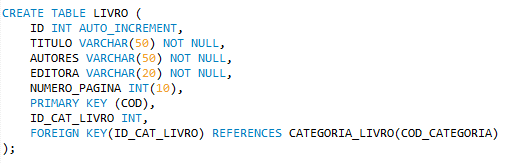 CREATE TABLE LIVRO (
    ID INT AUTO_INCREMENT,
    TITULO VARCHAR(50) NOT NULL,
    AUTORES VARCHAR(50) NOT NULL,
    EDITORA VARCHAR(20) NOT NULL,
    NUMERO_PAGINA INT(10),
    PRIMARY KEY (COD),
    ID_CAT_LIVRO INT,
    FOREIGN KEY(ID_CAT_LIVRO) REFERENCES CATEGORIA_LIVRO(COD_CATEGORIA)
);